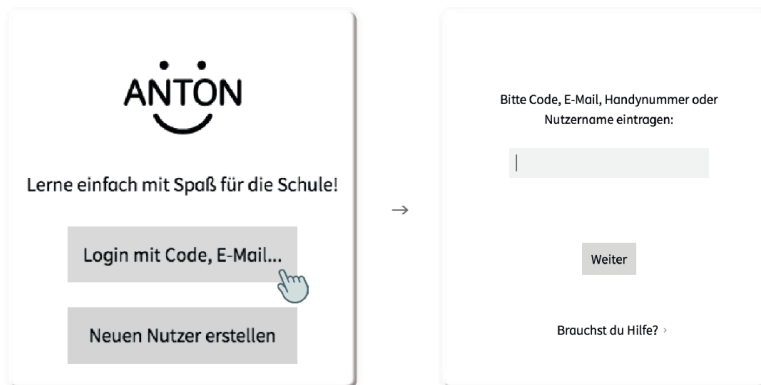 ANTON
Lerne einfach mit Spaß für die Schule!
Login mit Code, E-Mail...
Neuen Nutzer erstellen
→
Bitte Code, E-Mail, Handynummer oder
Nutzername eintragen:
Weiter
Brauchst du Hilfe? ›